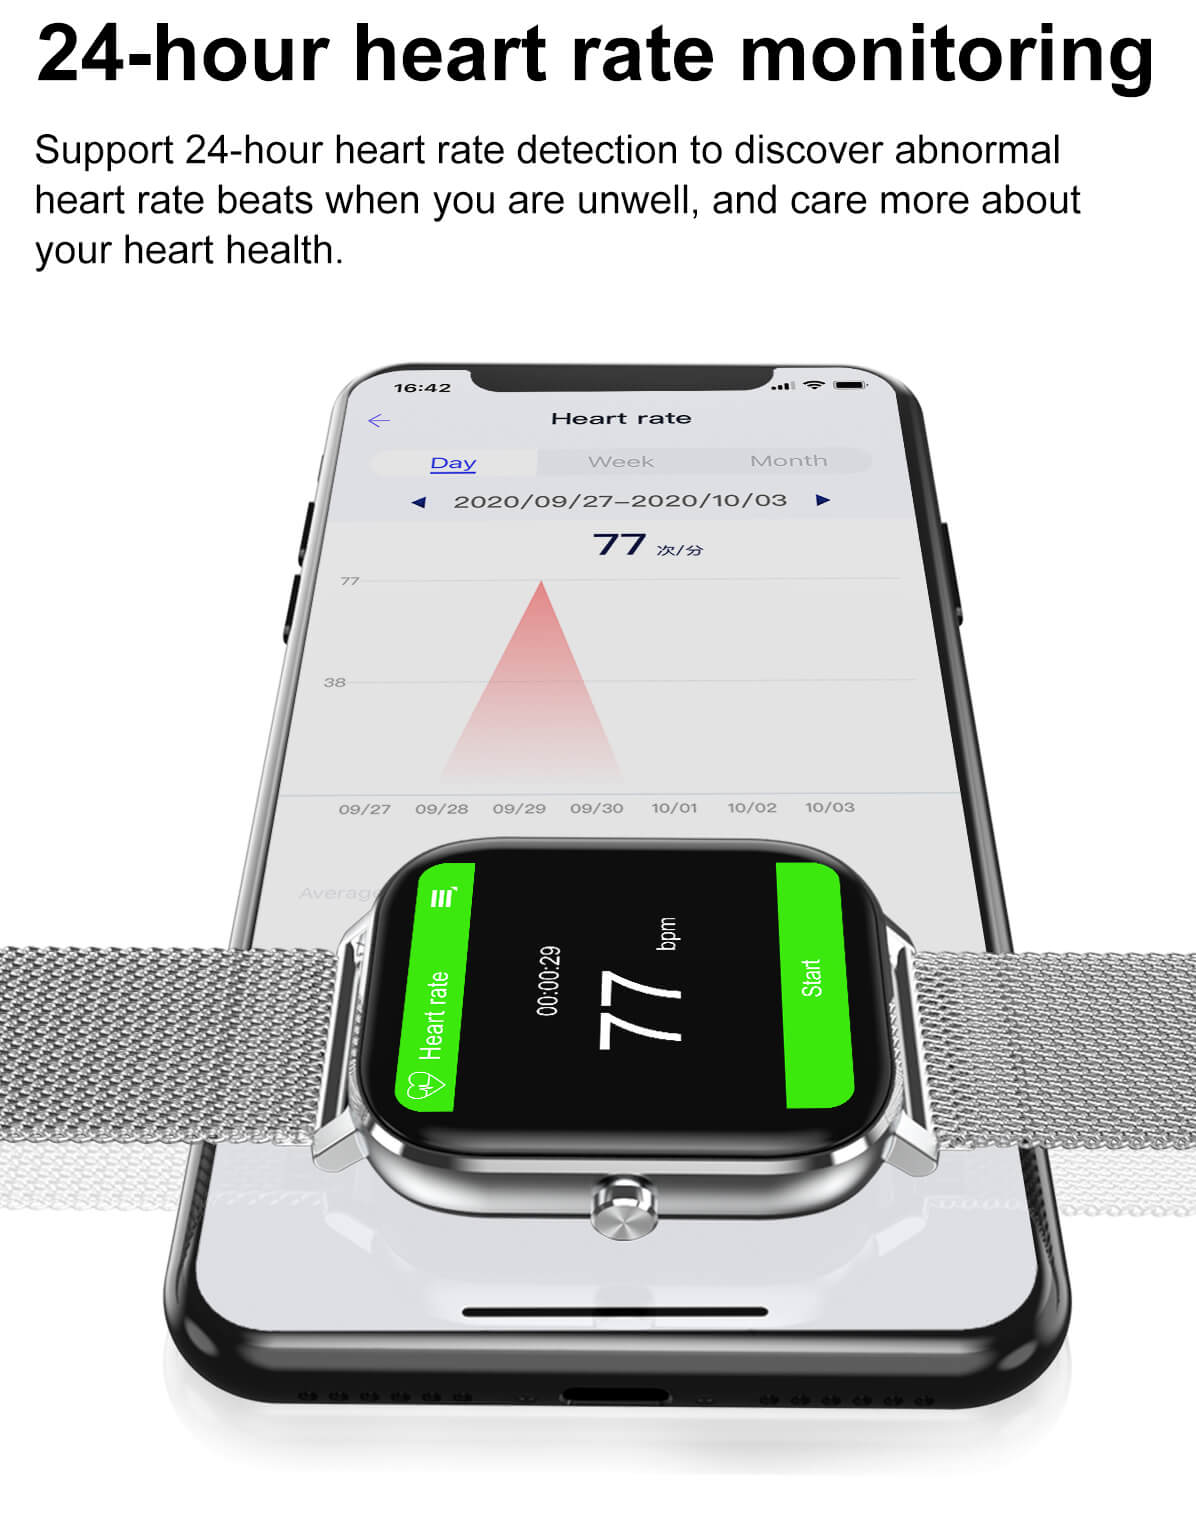 24-hour heart rate monitoring
Support 24-hour heart rate detection to discover abnormal
heart rate beats when you are unwell, and care more about
your heart health.
16:42
Heart rate
Day Week Month
2020/09/27-2020/10/03
77 次/分
77
38
09/27 09/28 09/29 09/30 10/01 10/02 10/03
Average
Heart rate
00:00:29
77 bpm
Start